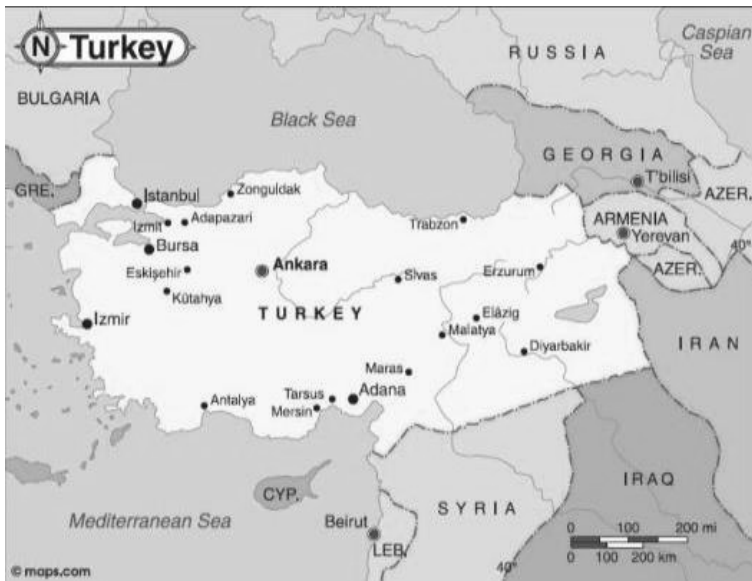 N Turkey
Caspian
Sea
RUSSIA
BULGARIA
Black Sea
GEORGIA
T'bilisi
GRE.
Istanbul
Zonguldak
AZER.
Izmit
Adapazari
Trabzon
ARMENIA
Yerevan
40°
Bursa
Eskişehir
Ankara
Sivas
Erzurum
AZER.
Kütahya
TURKEY
Izmir
Elâzig
Malatya
Diyarbakir
IRAN
Maras
Antalya
Tarsus
Mersin
Adana
CYP.
SYRIA
IRAQ
Mediterranean Sea
Beirut
LEB.
0 100 200 mi
0 100 200 km
40°
© maps.com